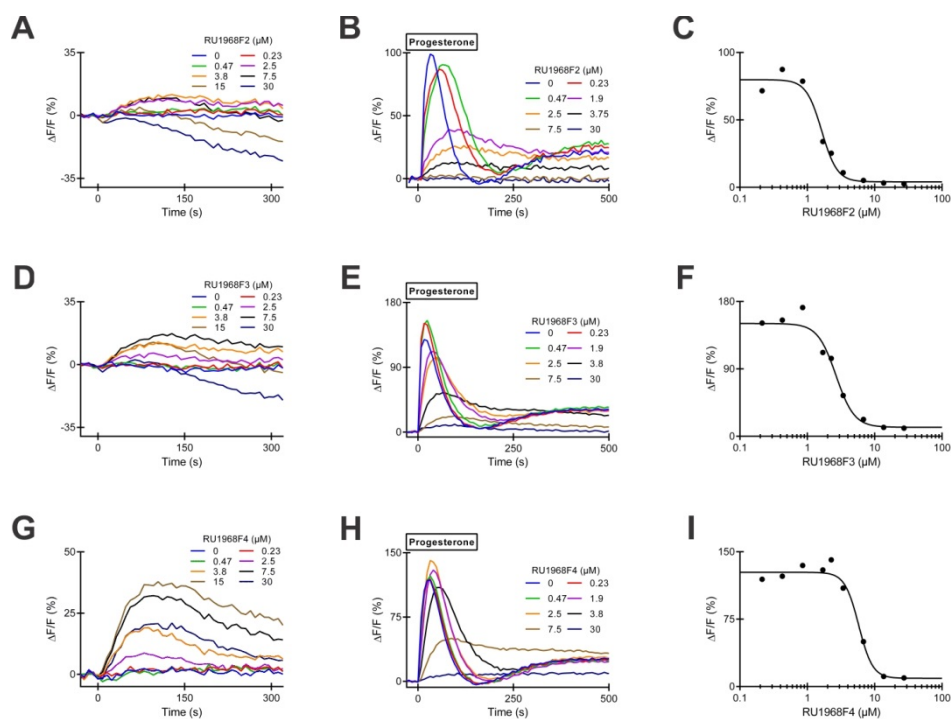 A
RU1968F2 (μM)
0 0.23
0.47 2.5
3.8 7.5
15 30
35
0
-35
ΔF/F (%)
0 150 300
Time (s)
B
Progesterone
RU1968F2 (μM)
0 0.23
0.47 1.9
2.5 3.75
7.5 30
100
50
0
ΔF/F (%)
0 250 500
Time (s)
C
100
50
0
ΔF/F (%)
0.1 1 10 100
RU1968F2 (μM)
D
RU1968F3 (μM)
0 0.23
0.47 2.5
3.8 7.5
15 30
35
0
-35
ΔF/F (%)
0 150 300
Time (s)
E
Progesterone
RU1968F3 (μM)
0 0.23
0.47 1.9
2.5 3.8
7.5 30
180
90
0
ΔF/F (%)
0 250 500
Time (s)
F
180
90
0
ΔF/F (%)
0.1 1 10 100
RU1968F3 (μM)
G
RU1968F4 (μM)
0 0.23
0.47 2.5
3.8 7.5
15 30
50
25
0
ΔF/F (%)
0 150 300
Time (s)
H
Progesterone
RU1968F4 (μM)
0 0.23
0.47 1.9
2.5 3.8
7.5 30
150
75
0
ΔF/F (%)
0 250 500
Time (s)
I
150
75
0
ΔF/F (%)
0.1 1 10 100
RU1968F4 (μM)